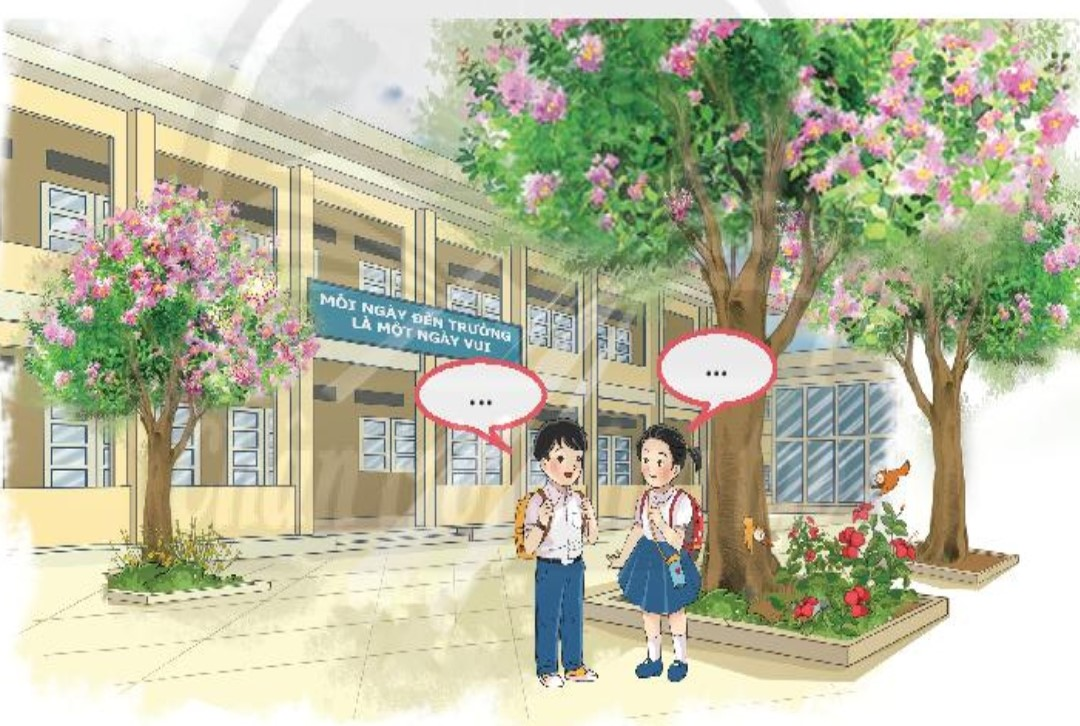 MỖI NGÀY ĐẾN TRƯỜNG
LÀ MỘT NGÀY VUI
...
...